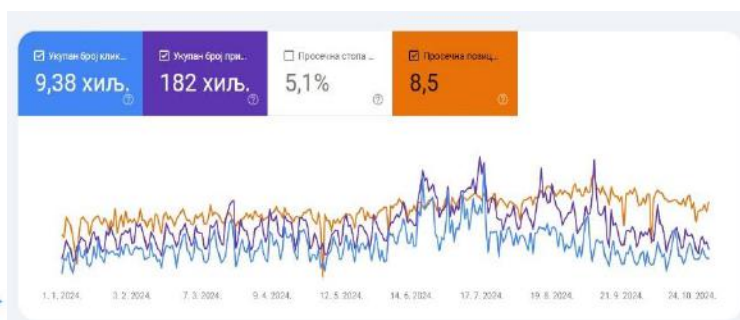 Укупан број клик...
9,38 хиљ.
Укупан број при...
182 хиљ.
Просечна стопа ...
5,1%
Просечна позиц...
8,5
1. 1. 2024. 3. 2. 2024. 7. 3. 2024. 9. 4. 2024. 12. 5. 2024. 14. 6. 2024. 17. 7. 2024. 19. 8. 2024. 21. 9. 2024. 24. 10. 2024.